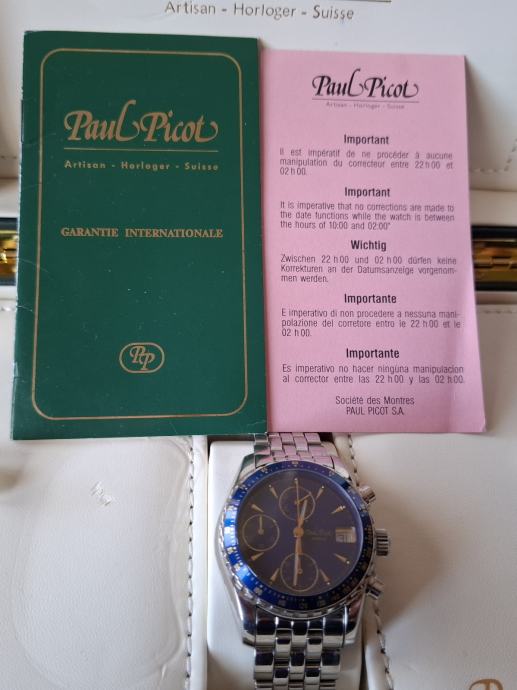 Artisan - Horloger - Suisse
Paul Picot
Artisan - Horloger - Suisse
GARANTIE INTERNATIONALE
PP
Paul Picot
Artisan - Horloger - Suisse
Important
Il est impératif de ne procéder à aucune
manipulation du correcteur entre 22 h 00 et
02 h 00.
Important
It is imperative that no corrections are made to
the date functions while the watch is between
the hours of 10:00 and 02:00"
Wichtig
Zwischen 22 h 00 und 02 h 00 dürfen keine
Korrekturen an der Datumsanzeige vorgenom-
men werden.
Importante
E imperativo di non procedere a nessuna mani-
polazione del corretore entro le 22 h 00 et le
02 h 00.
Importante
Es imperativo no hacer ningúna manipulacion
al corrector entre las 22 h 00 y las 02 h 00.
Société des Montres
PAUL PICOT S.A.
Paul Picot